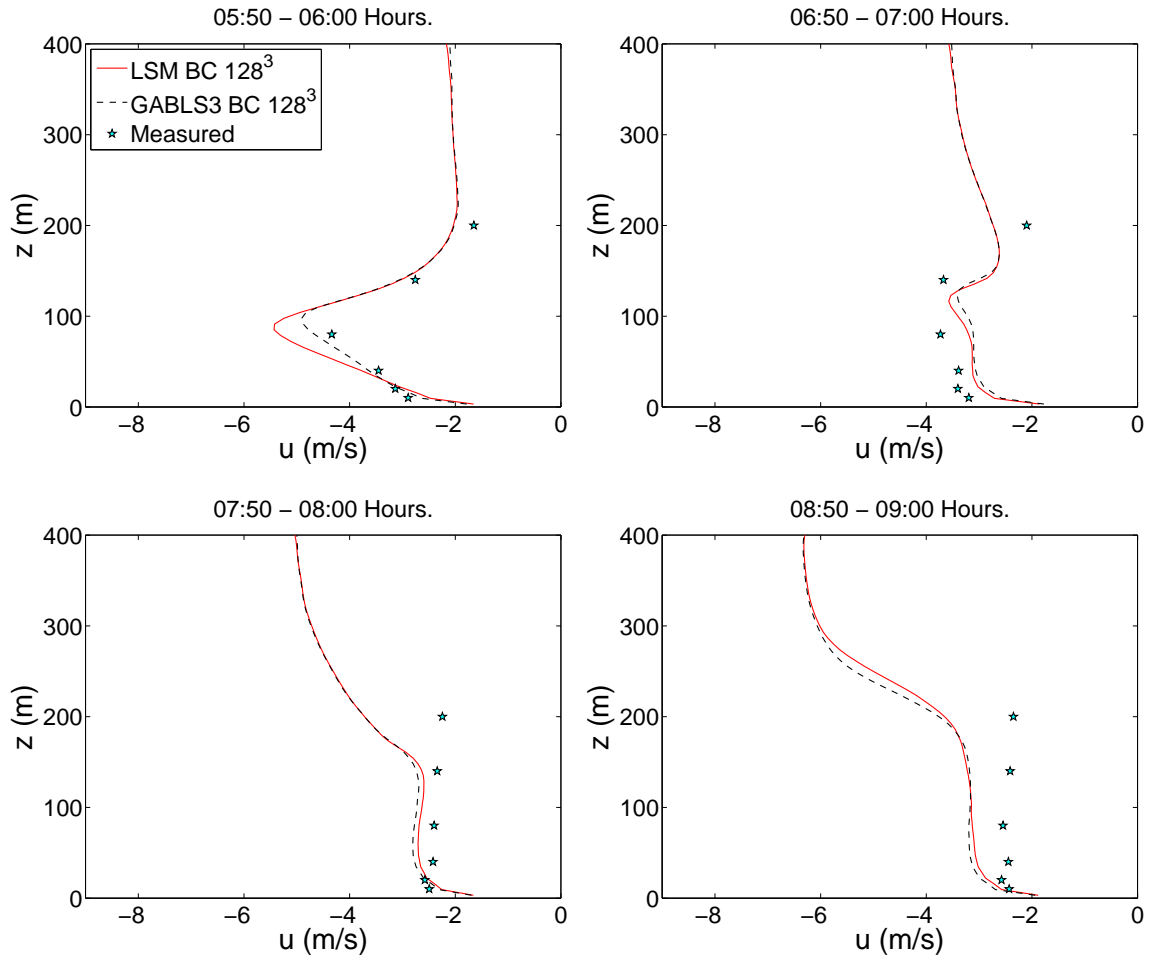 05:50 – 06:00 Hours.
400
300
200
100
0
z (m)
−8 −6 −4 −2 0
u (m/s)
LSM BC 128³
GABLS3 BC 128³
Measured
06:50 – 07:00 Hours.
400
300
200
100
0
z (m)
−8 −6 −4 −2 0
u (m/s)
07:50 – 08:00 Hours.
400
300
200
100
0
z (m)
−8 −6 −4 −2 0
u (m/s)
08:50 – 09:00 Hours.
400
300
200
100
0
z (m)
−8 −6 −4 −2 0
u (m/s)